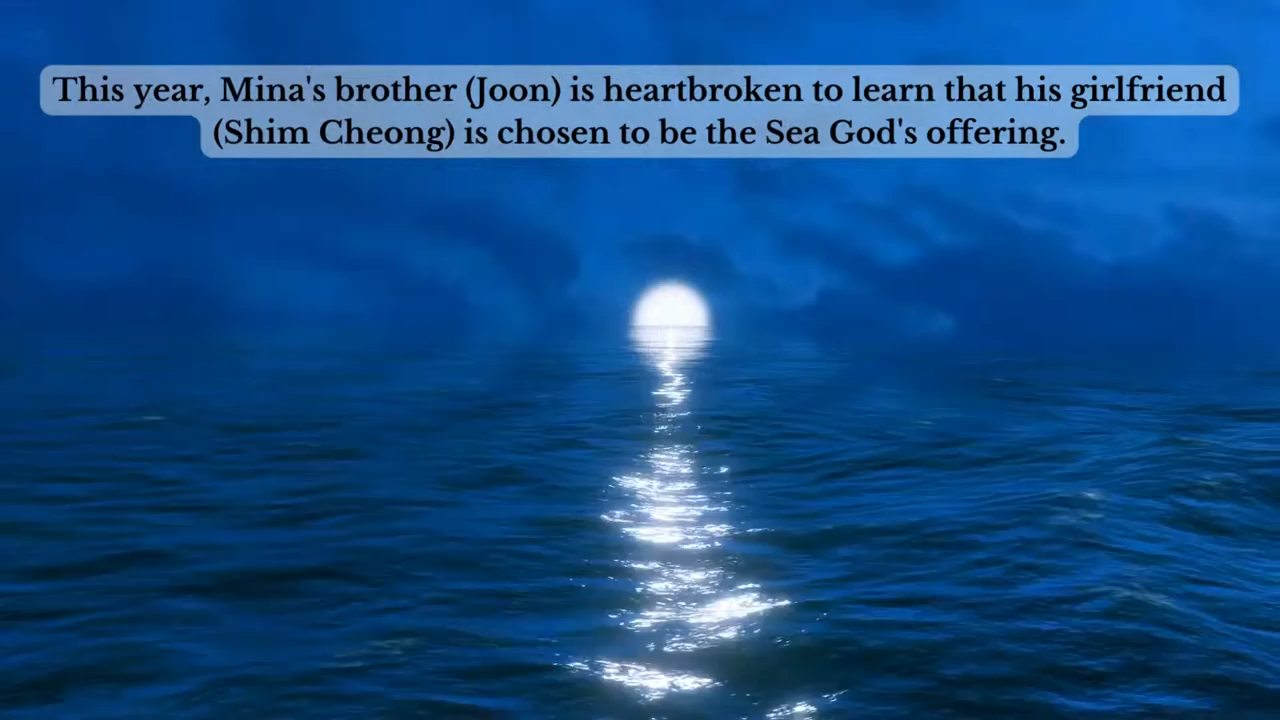 This year, Mina's brother (Joon) is heartbroken to learn that his girlfriend
(Shim Cheong) is chosen to be the Sea God's offering.